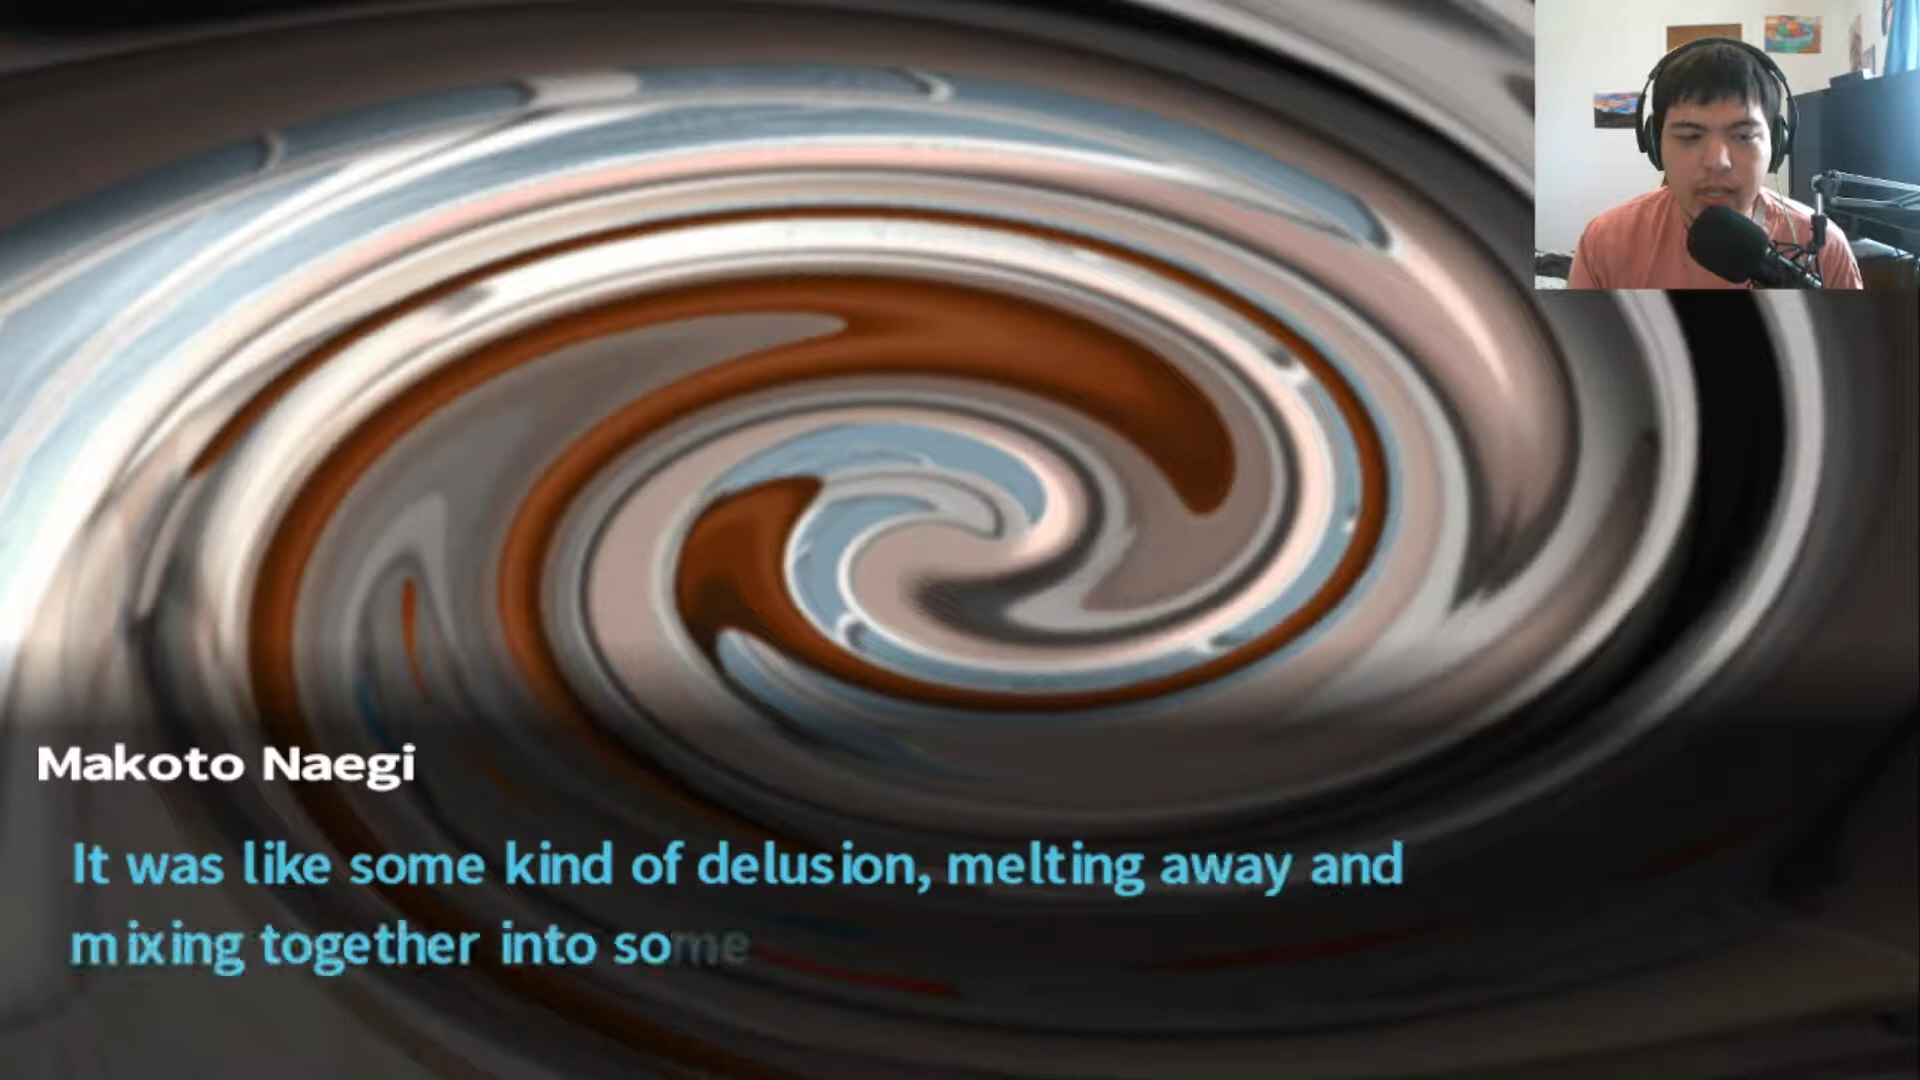 Makoto Naegi
It was like some kind of delusion, melting away and
mixing together into some